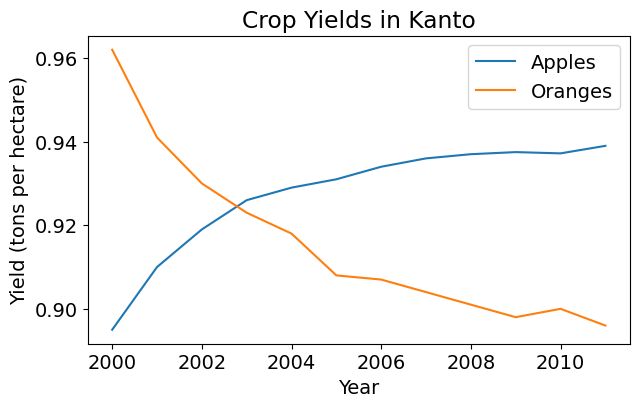 Crop Yields in Kanto
Apples
Oranges
Yield (tons per hectare)
0.96
0.94
0.92
0.90
2000 2002 2004 2006 2008 2010
Year